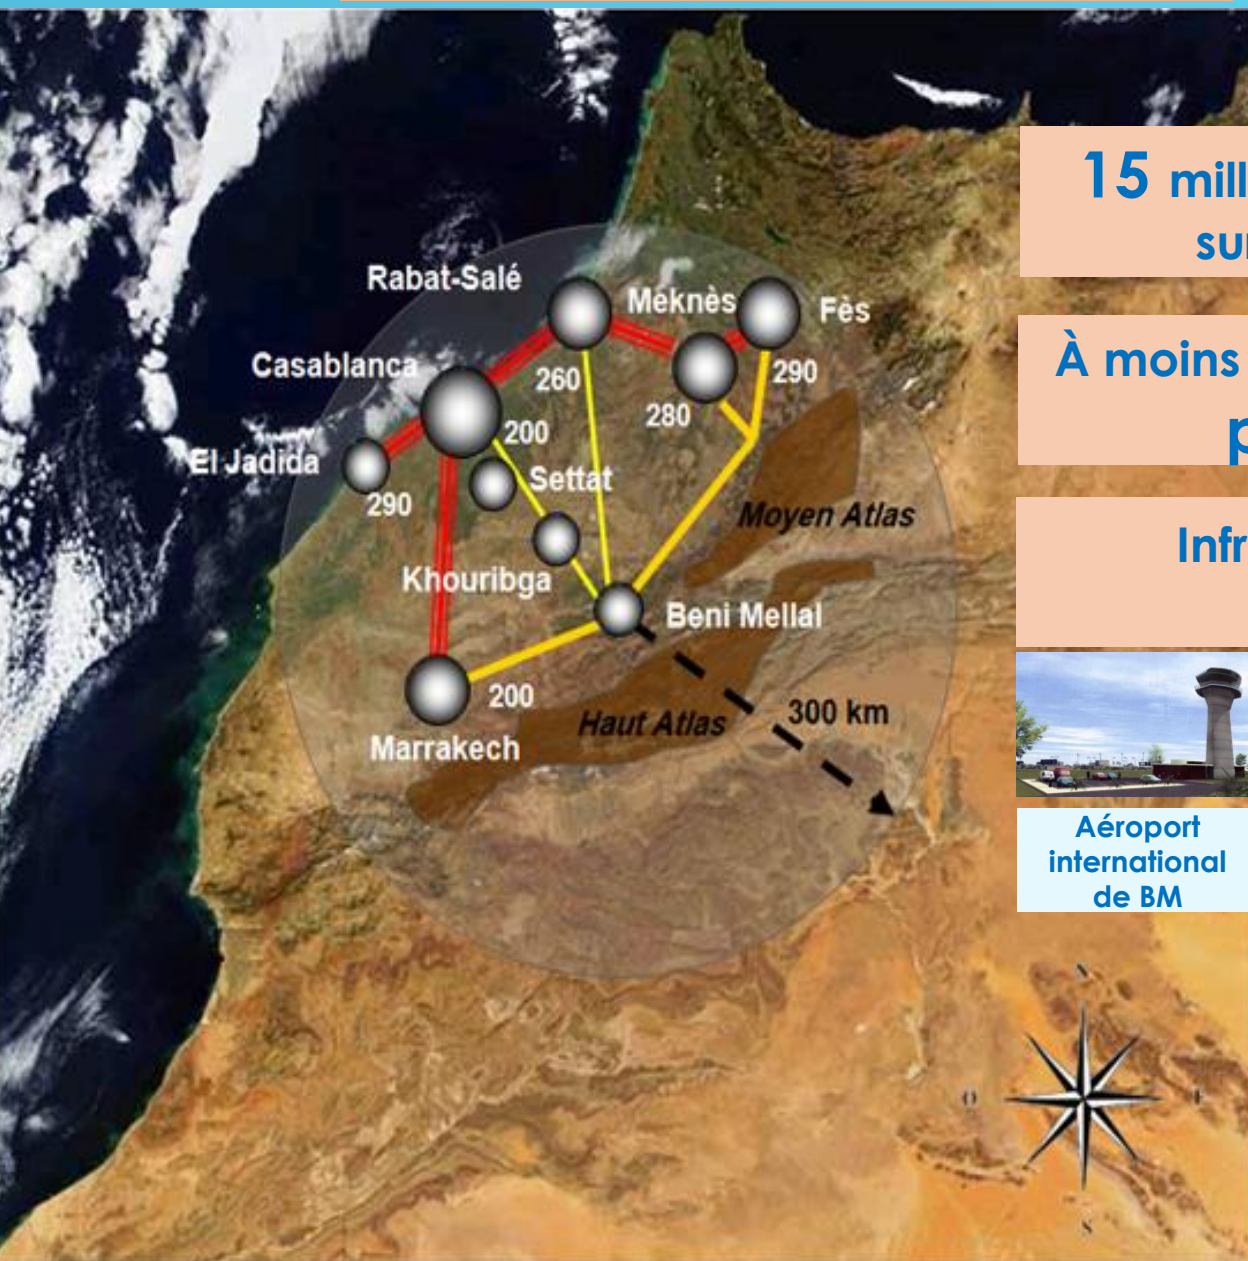 15 mill
sur
À moins
p
Infr
Rabat-Salé
Meknès
Fès
Casablanca
260
290
280
200
El Jadida
Settat
290
Moyen Atlas
Khouribga
Beni Mellal
200
300 km
Haut Atlas
Marrakech
Aéroport
international
de BM
O
E
S